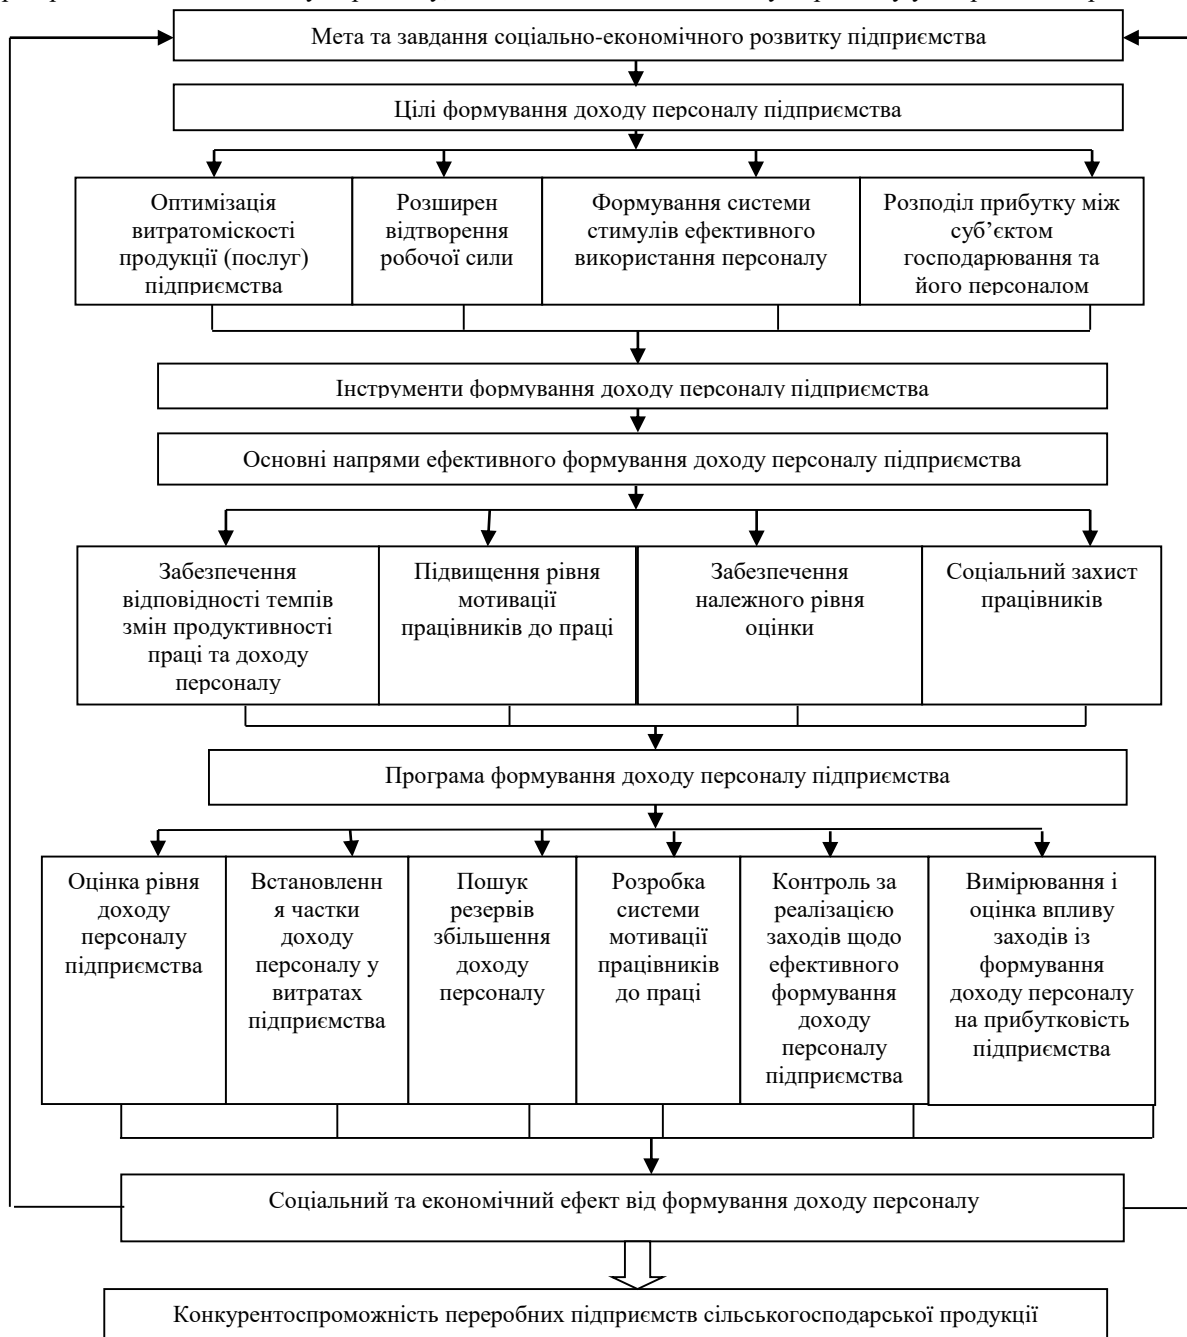 Мета та завдання соціально-економічного розвитку підприємства
Цілі формування доходу персоналу підприємства
Оптимізація
витратоміскості
продукції (послуг)
підприємства
Розширен
відтворення
робочої сили
Формування системи
стимулів ефективного
використання персоналу
Розподіл прибутку між
суб’єктом
господарювання та
його персоналом
Інструменти формування доходу персоналу підприємства
Основні напрями ефективного формування доходу персоналу підприємства
Забезпечення
відповідності темпів
змін продуктивності
праці та доходу
персоналу
Підвищення рівня
мотивації
працівників до праці
Забезпечення
належного рівня
оцінки
Соціальний захист
працівників
Програма формування доходу персоналу підприємства
Оцінка рівня
доходу
персоналу
підприємства
Встановленн
я частки
доходу
персоналу у
витратах
підприємства
Пошук
резервів
збільшення
доходу
персоналу
Розробка
системи
мотивації
працівників
до праці
Контроль за
реалізацією
заходів щодо
ефективного
формування
доходу
персоналу
підприємства
Вимірювання і
оцінка впливу
заходів із
формування
доходу персоналу
на прибутковість
підприємства
Соціальний та економічний ефект від формування доходу персоналу
Конкурентоспроможність переробних підприємств сільськогосподарської продукції